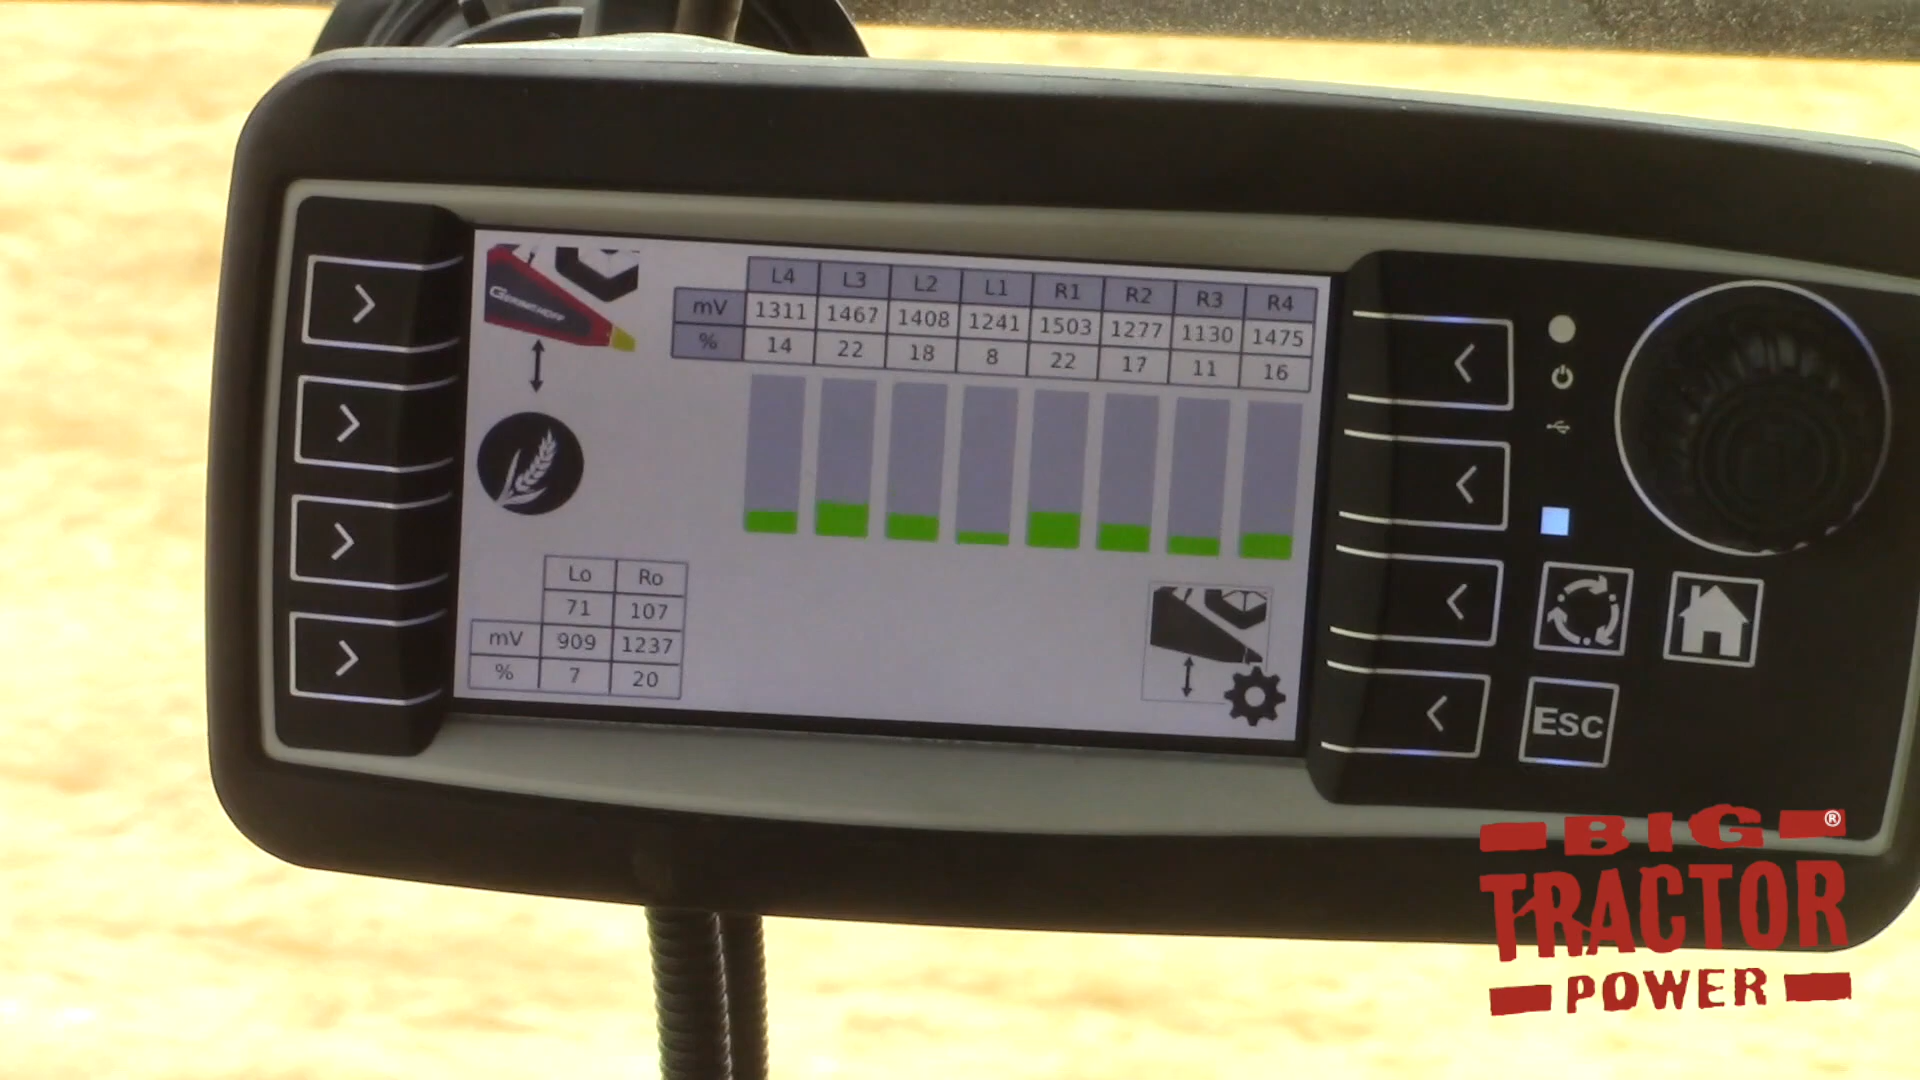 GERINGHOFF
L4 L3 L2 L1 R1 R2 R3 R4
mV 1311 1467 1408 1241 1503 1277 1130 1475
% 14 22 18 8 22 17 11 16
Lo Ro
71 107
mV 909 1237
% 7 20
ESC
BIG®
TRACTOR
POWER